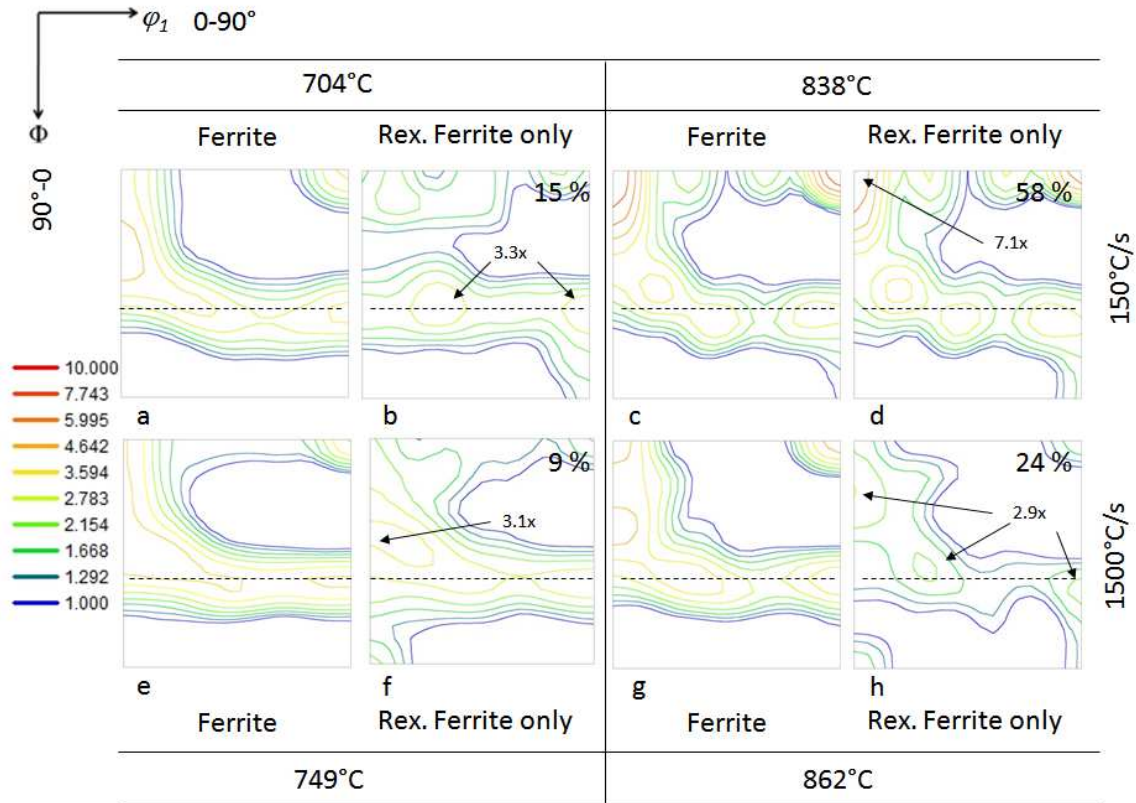 φ1 0-90°
Φ
90°-0
704°C 838°C
Ferrite Rex. Ferrite only Ferrite Rex. Ferrite only
15 % 58 %
3.3x 7.1x
150°C/s
a b c d
10.000
7.743
5.995
4.642
3.594
2.783
2.154
1.668
1.292
1.000
9 % 24 %
3.1x 2.9x
1500°C/s
e f g h
Ferrite Rex. Ferrite only Ferrite Rex. Ferrite only
749°C 862°C